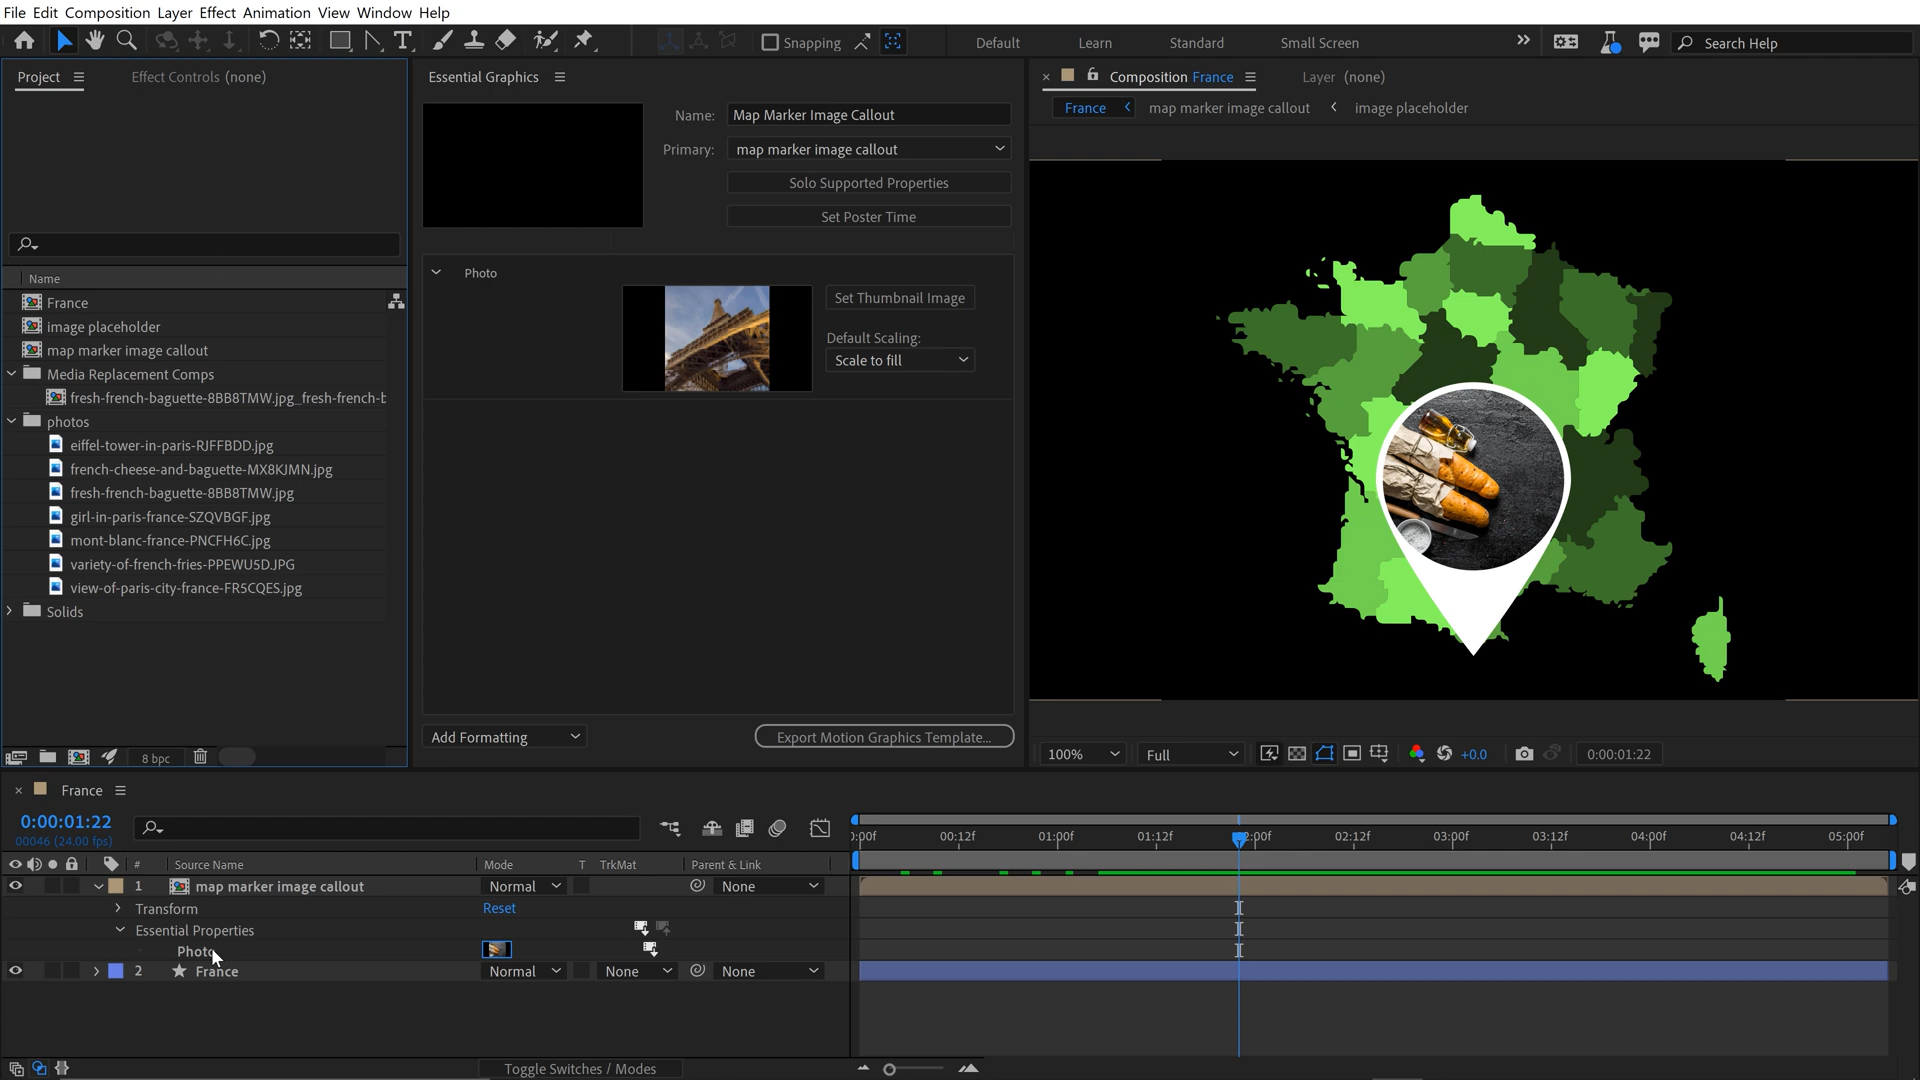 File Edit Composition Layer Effect Animation View Window Help
Snapping Default Learn Standard Small Screen Search Help
Project
Effect Controls (none)
Name
France
image placeholder
map marker image callout
Media Replacement Comps
fresh-french-baguette-8BB8TMW.jpg_fresh-french-b
photos
eiffel-tower-in-paris-RJFFBDD.jpg
french-cheese-and-baguette-MX8KJMN.jpg
fresh-french-baguette-8BB8TMW.jpg
girl-in-paris-france-SZQVBGF.jpg
mont-blanc-france-PNCFH6C.jpg
variety-of-french-fries-PPEWU5D.JPG
view-of-paris-city-france-FR5CQES.jpg
Solids
8 bpc
Essential Graphics
Name: Map Marker Image Callout
Primary: map marker image callout
Solo Supported Properties
Set Poster Time
Photo
Set Thumbnail Image
Default Scaling:
Scale to fill
Add Formatting
Export Motion Graphics Template...
Composition France
Layer (none)
France map marker image callout image placeholder
100% Full +0.0 0:00:01:22
France
0:00:01:22
00046 (24.00 fps)
:00f 00:12f 01:00f 01:12f 2:00f 02:12f 03:00f 03:12f 04:00f 04:12f 05:00f
# Source Name Mode T TrkMat Parent & Link
1 map marker image callout Normal None
Transform Reset
Essential Properties
Photo
2 France Normal None None
Toggle Switches / Modes